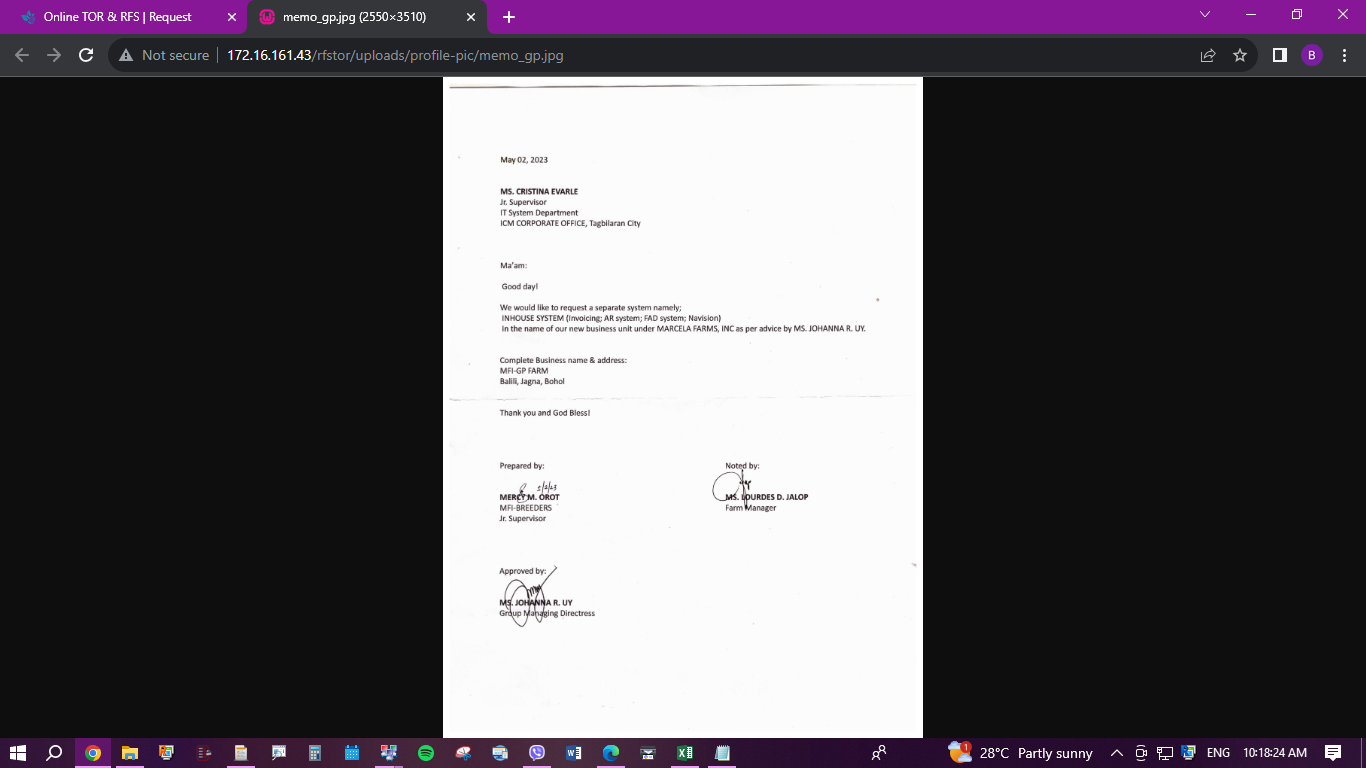 Online TOR & RFS | Request
memo_gp.jpg (2550×3510)
Not secure
172.16.161.43/rfstor/uploads/profile-pic/memo_gp.jpg
B
May 02, 2023
MS. CRISTINA EVARLE
Jr. Supervisor
IT System Department
ICM CORPORATE OFFICE, Tagbilaran City
Ma'am:
Good day!
We would like to request a separate system namely;
INHOUSE SYSTEM (Invoicing; AR system; FAD system; Navision)
In the name of our new business unit under MARCELA FARMS, INC as per advice by MS. JOHANNA R. UY.
Complete Business name & address:
MFI-GP FARM
Balili, Jagna, Bohol
Thank you and God Bless!
Prepared by:
Noted by:
5/2/23
MERCY M. OROT
MS. LOURDES D. JALOP
MFI-BREEDERS
Farm Manager
Jr. Supervisor
Approved by:
MS. JOHANNA R. UY
Group Managing Directress
1
28°C Partly sunny
ENG
10:18:24 AM